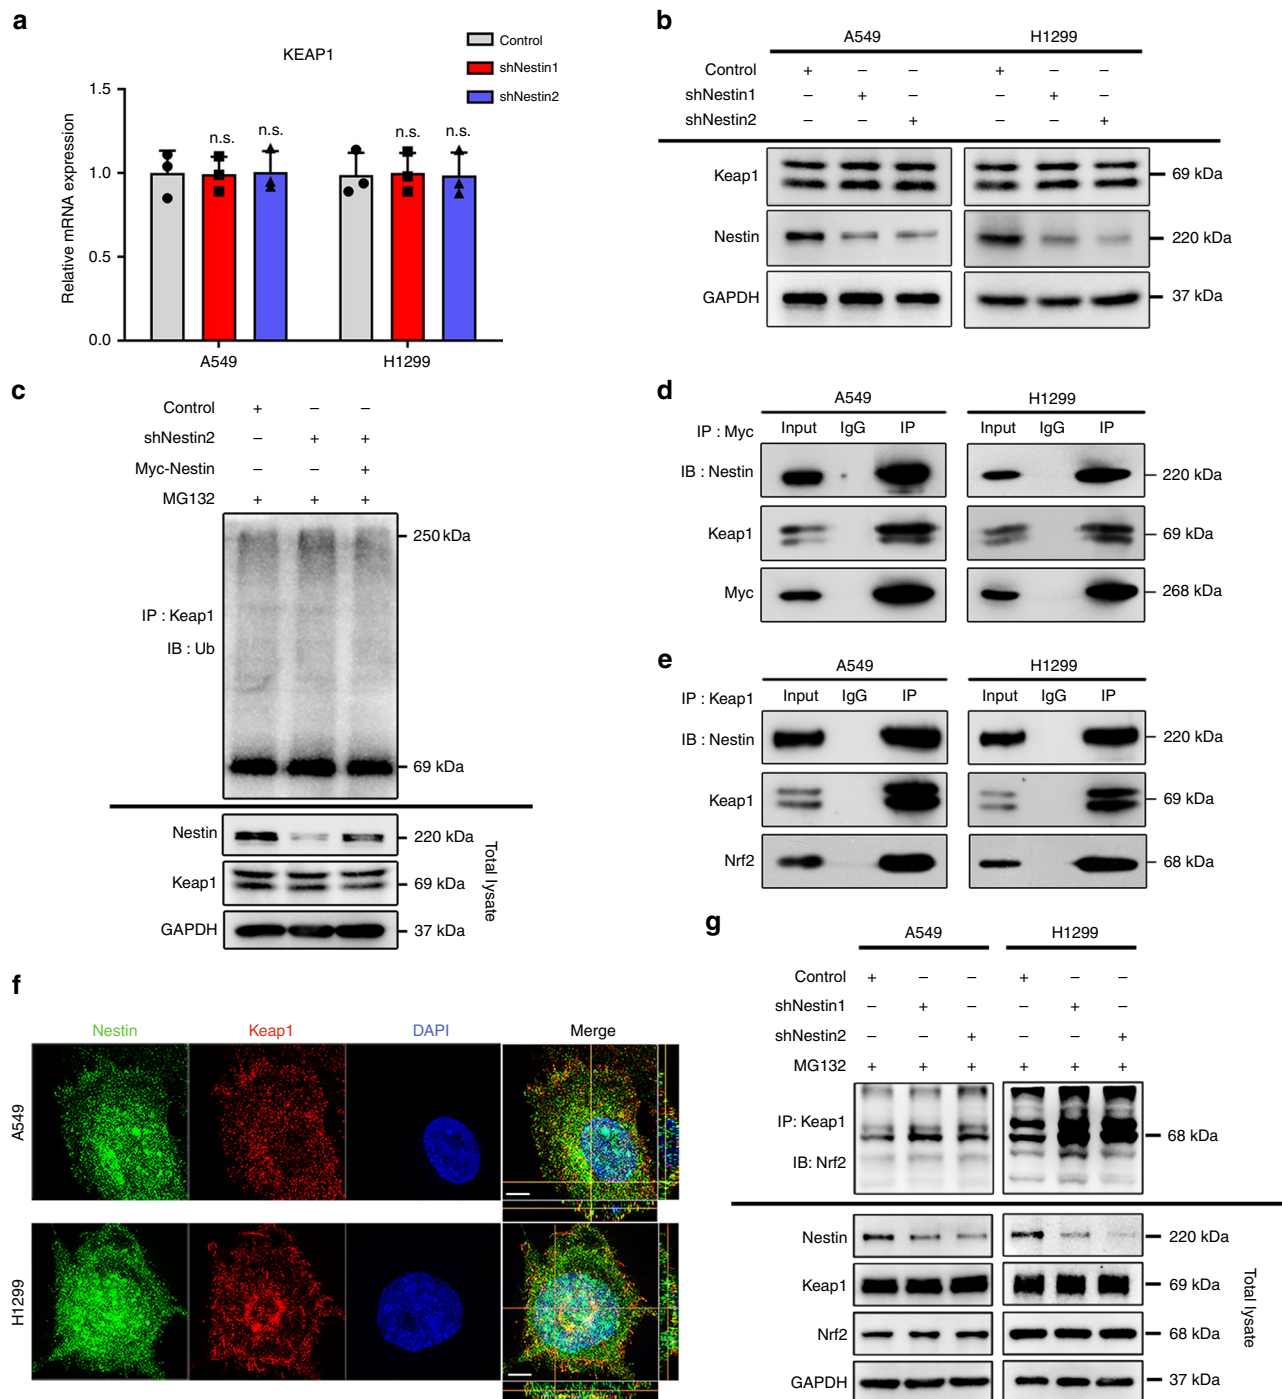 a
KEAP1
Control
shNestin1
shNestin2
Relative mRNA expression
1.5
1.0
0.5
0.0
n.s.
n.s.
n.s.
n.s.
A549
H1299
b
A549
H1299
Control + – – + – –
shNestin1 – + – – + –
shNestin2 – – + – – +
Keap1
69 kDa
Nestin
220 kDa
GAPDH
37 kDa
c
Control + – –
shNestin2 – + +
Myc-Nestin – – +
MG132 + + +
250 kDa
IP : Keap1
IB : Ub
69 kDa
Nestin
220 kDa
Keap1
69 kDa
GAPDH
37 kDa
Total lysate
d
A549
H1299
IP : Myc
Input IgG IP
Input IgG IP
IB : Nestin
220 kDa
Keap1
69 kDa
Myc
268 kDa
e
A549
H1299
IP : Keap1
Input IgG IP
Input IgG IP
IB : Nestin
220 kDa
Keap1
69 kDa
Nrf2
68 kDa
f
Nestin
Keap1
DAPI
Merge
A549
H1299
g
A549
H1299
Control + – – + – –
shNestin1 – + – – + –
shNestin2 – – + – – +
MG132 + + + + + +
IP: Keap1
68 kDa
IB: Nrf2
Nestin
220 kDa
Keap1
69 kDa
Nrf2
68 kDa
GAPDH
37 kDa
Total lysate